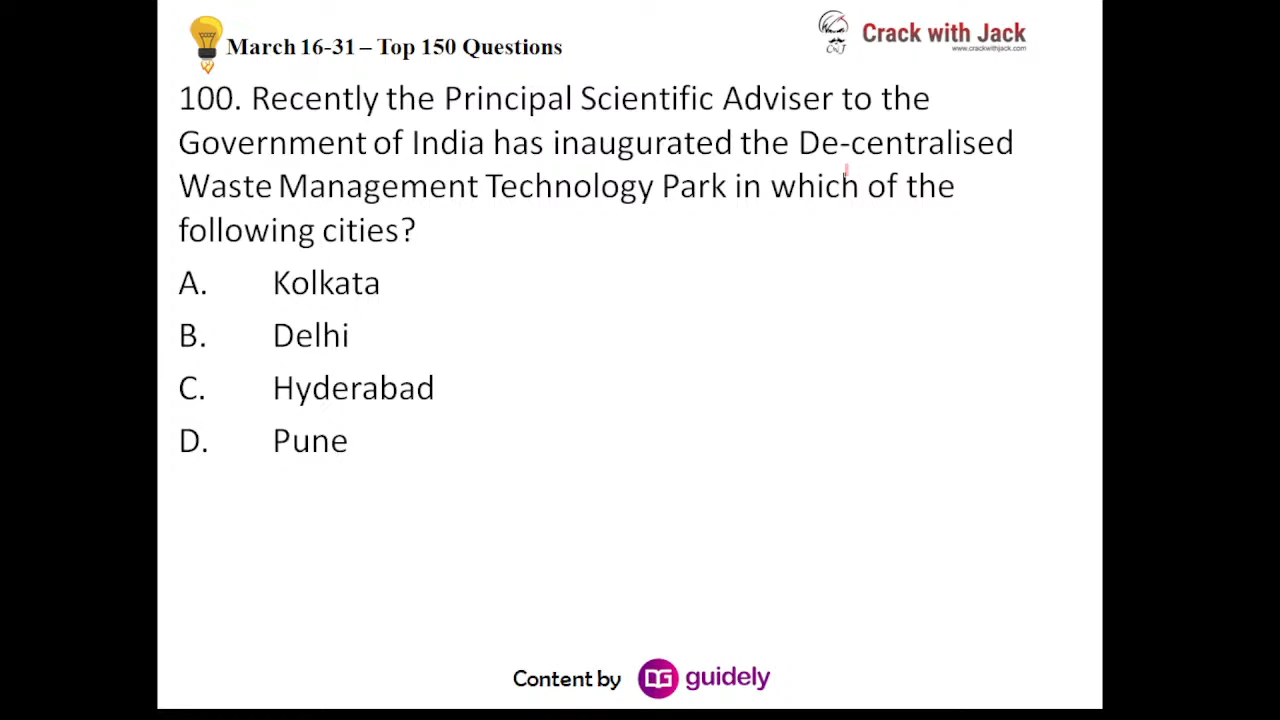 March 16-31 – Top 150 Questions
Crack with Jack
www.crackwithjack.com
CwJ
100. Recently the Principal Scientific Adviser to the
Government of India has inaugurated the De-centralised
Waste Management Technology Park in which of the
following cities?
A. Kolkata
B. Delhi
C. Hyderabad
D. Pune
Content by guidely